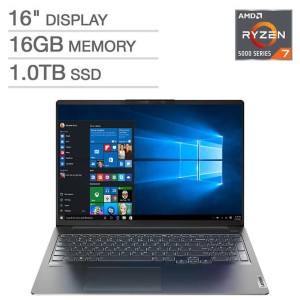 16" DISPLAY
16GB MEMORY
1.0TB SSD
AMD
RYZEN
5000 SERIES
7